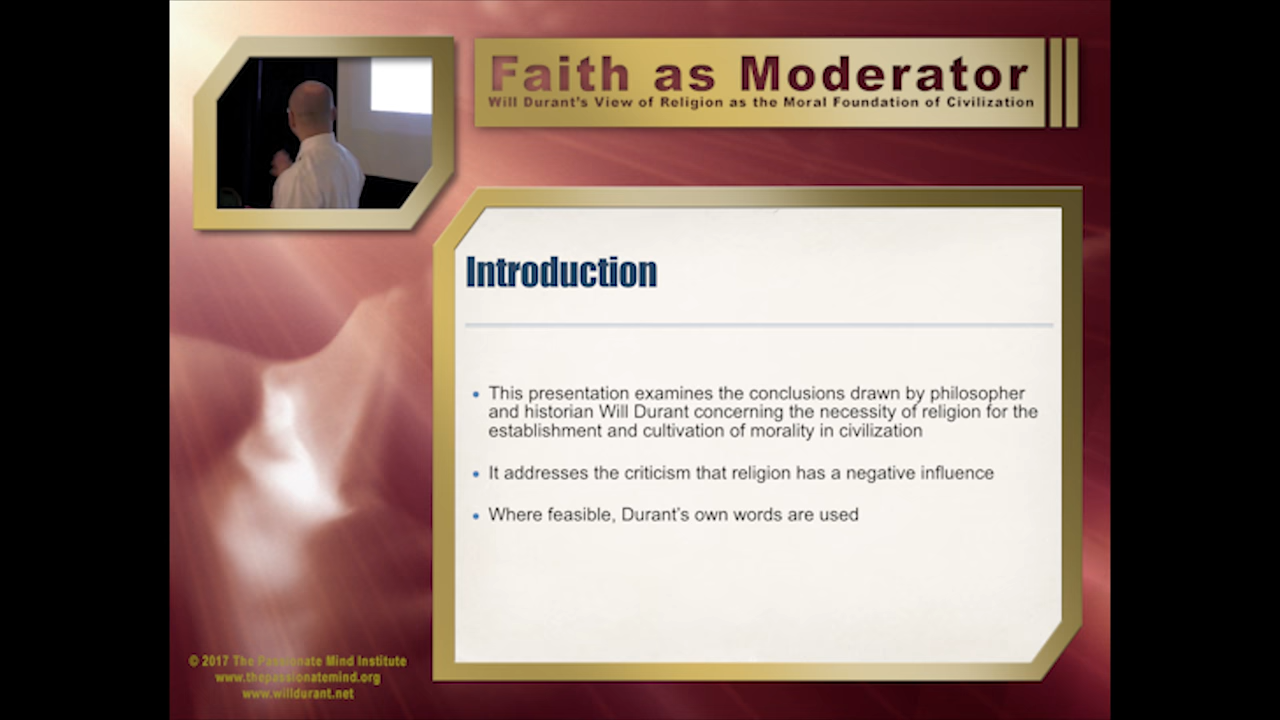 Faith as Moderator
Will Durant's View of Religion as the Moral Foundation of Civilization
Introduction
• This presentation examines the conclusions drawn by philosopher
and historian Will Durant concerning the necessity of religion for the
establishment and cultivation of morality in civilization
• It addresses the criticism that religion has a negative influence
• Where feasible, Durant's own words are used
© 2017 The Passionate Mind Institute
www.thepassionatemind.org
www.willdurant.net